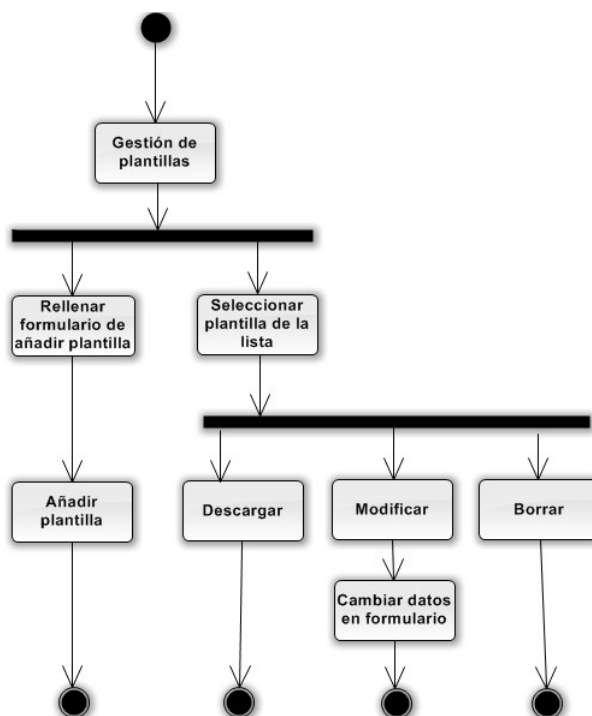 Gestión de
plantillas
Rellenar
formulario de
añadir plantilla
Seleccionar
plantilla de la
lista
Añadir
plantilla
Descargar
Modificar
Borrar
Cambiar datos
en formulario